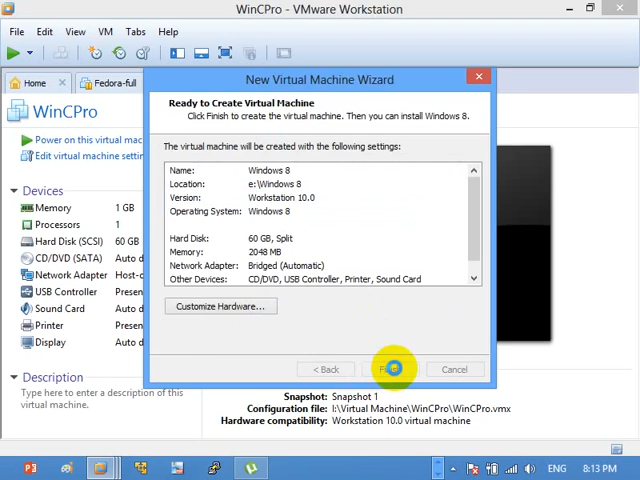 WinCPro - VMware Workstation
File Edit View VM Tabs Help
Home
Fedora-full
WinCPro
Power on this virtual mac
Edit virtual machine settin
Devices
Memory 1 GB
Processors 1
Hard Disk (SCSI) 60 GB
CD/DVD (SATA) Auto d
Network Adapter Host-o
USB Controller Presen
Sound Card Auto d
Printer Presen
Display Auto d
Description
Type here to enter a description of this
virtual machine.
New Virtual Machine Wizard
Ready to Create Virtual Machine
Click Finish to create the virtual machine. Then you can install Windows 8.
The virtual machine will be created with the following settings:
Name: Windows 8
Location: e:\Windows 8
Version: Workstation 10.0
Operating System: Windows 8
Hard Disk: 60 GB, Split
Memory: 2048 MB
Network Adapter: Bridged (Automatic)
Other Devices: CD/DVD, USB Controller, Printer, Sound Card
Customize Hardware...
< Back Cancel
Snapshot: Snapshot 1
Configuration file: I:\Virtual Machine\WinCPro\WinCPro.vmx
Hardware compatibility: Workstation 10.0 virtual machine
ENG 8:13 PM